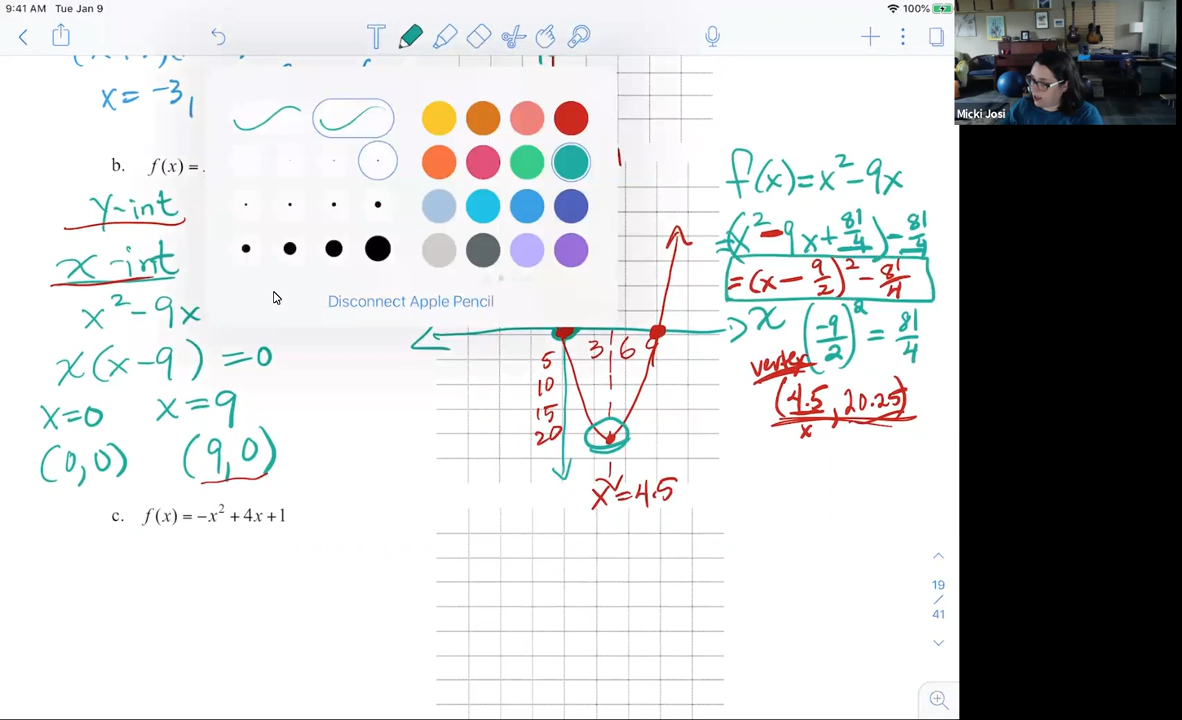 9:41 AM Tue Jan 9
100%
Micki Josi
x = -3,
b. f(x) = .
y-int
x-int
x² - 9x
x(x-9) = 0
x=0 x=9
(0,0) (9,0)
Disconnect Apple Pencil
x
3 6 9
5
10
15
20
x = 4.5
f(x) = x² - 9x
= (x² - 9x + 81/4) - 81/4
= (x - 9/2)² - 81/4
(-9/2)² = 81/4
vertex
(4.5, 20.25)
x
c. f(x) = -x² + 4x + 1
19
/
41